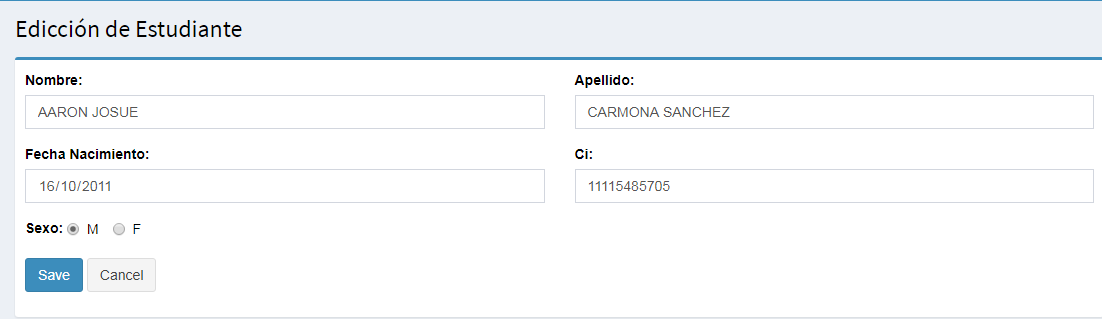 Edicción de Estudiante
Nombre: Apellido:
AARON JOSUE CARMONA SANCHEZ
Fecha Nacimiento: Ci:
16/10/2011 11115485705
Sexo: M F
Save Cancel